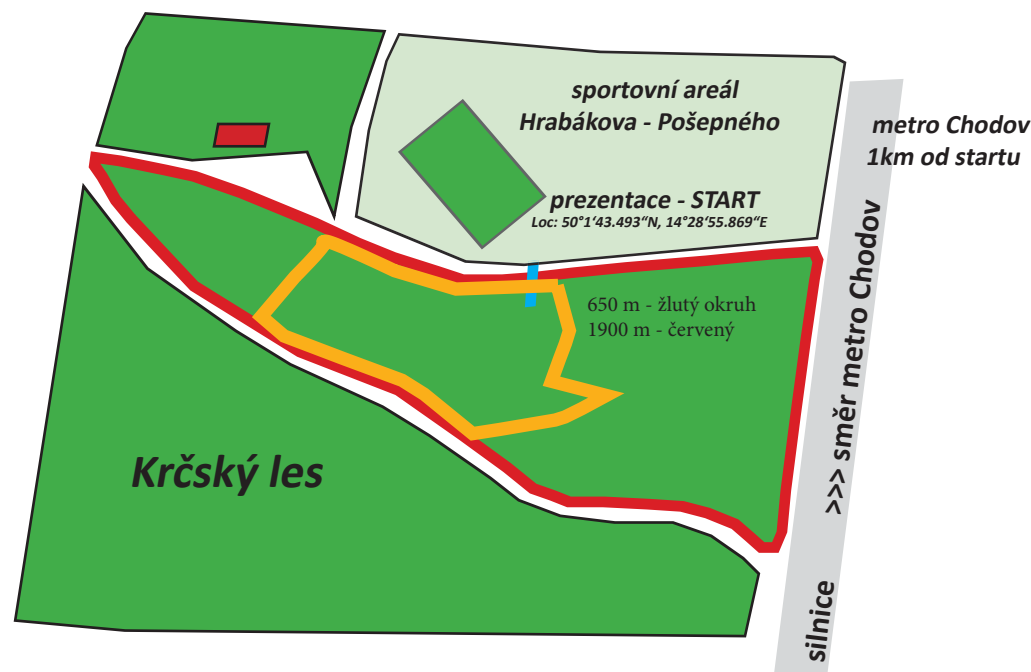 sportovní areál
Hrabákova - Pošepného
metro Chodov
1km od startu
prezentace - START
Loc: 50°1‘43.493“N, 14°28‘55.869“E
650 m - žlutý okruh
1900 m - červený
Krčský les
silnice >>> směr metro Chodov